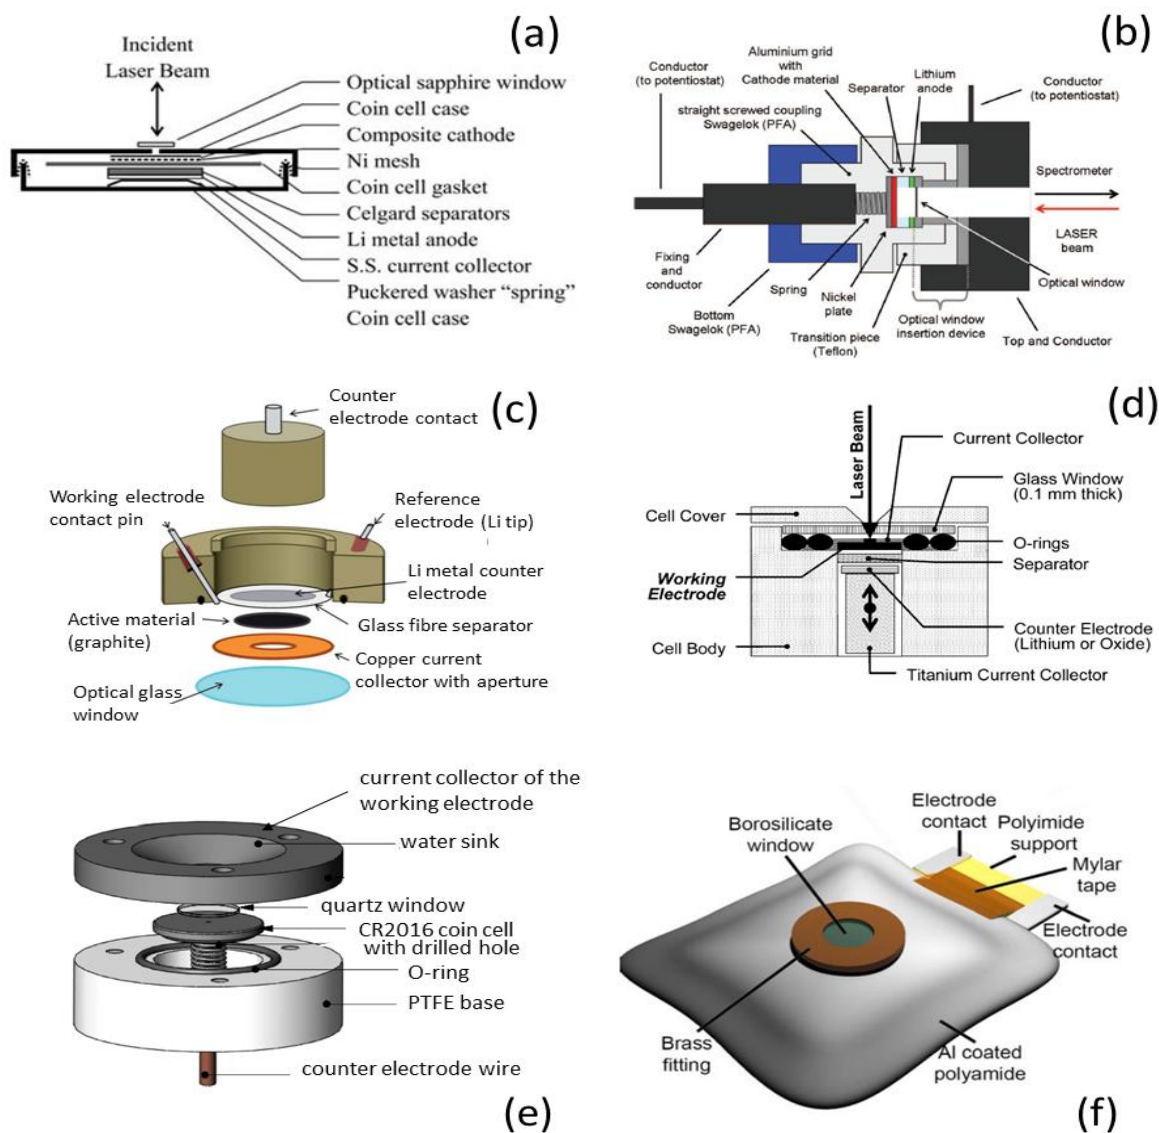 (a)
Incident
Laser Beam
Optical sapphire window
Coin cell case
Composite cathode
Ni mesh
Coin cell gasket
Celgard separators
Li metal anode
S.S. current collector
Puckered washer “spring”
Coin cell case
(b)
Conductor
(to potentiostat)
Aluminium grid
with
Cathode material
Separator
Lithium
anode
Conductor
(to potentiostat)
straight screwed coupling
Swagelok (PFA)
Spectrometer
LASER
beam
Fixing
and
conductor
Spring
Nickel
plate
Optical window
Bottom
Swagelok (PFA)
Transition piece
(Teflon)
Optical window
insertion device
Top and Conductor
(c)
Counter
electrode contact
Working electrode
contact pin
Reference
electrode (Li tip)
Li metal counter
electrode
Active material
(graphite)
Glass fibre separator
Copper current
collector with aperture
Optical glass
window
(d)
Laser Beam
Current Collector
Glass Window
(0.1 mm thick)
Cell Cover
O-rings
Separator
Working
Electrode
Counter Electrode
(Lithium or Oxide)
Cell Body
Titanium Current Collector
current collector of the
working electrode
water sink
quartz window
CR2016 coin cell
with drilled hole
O-ring
PTFE base
counter electrode wire
(e)
Electrode
contact
Borosilicate
window
Polyimide
support
Mylar
tape
Electrode
contact
Brass
fitting
Al coated
polyamide
(f)